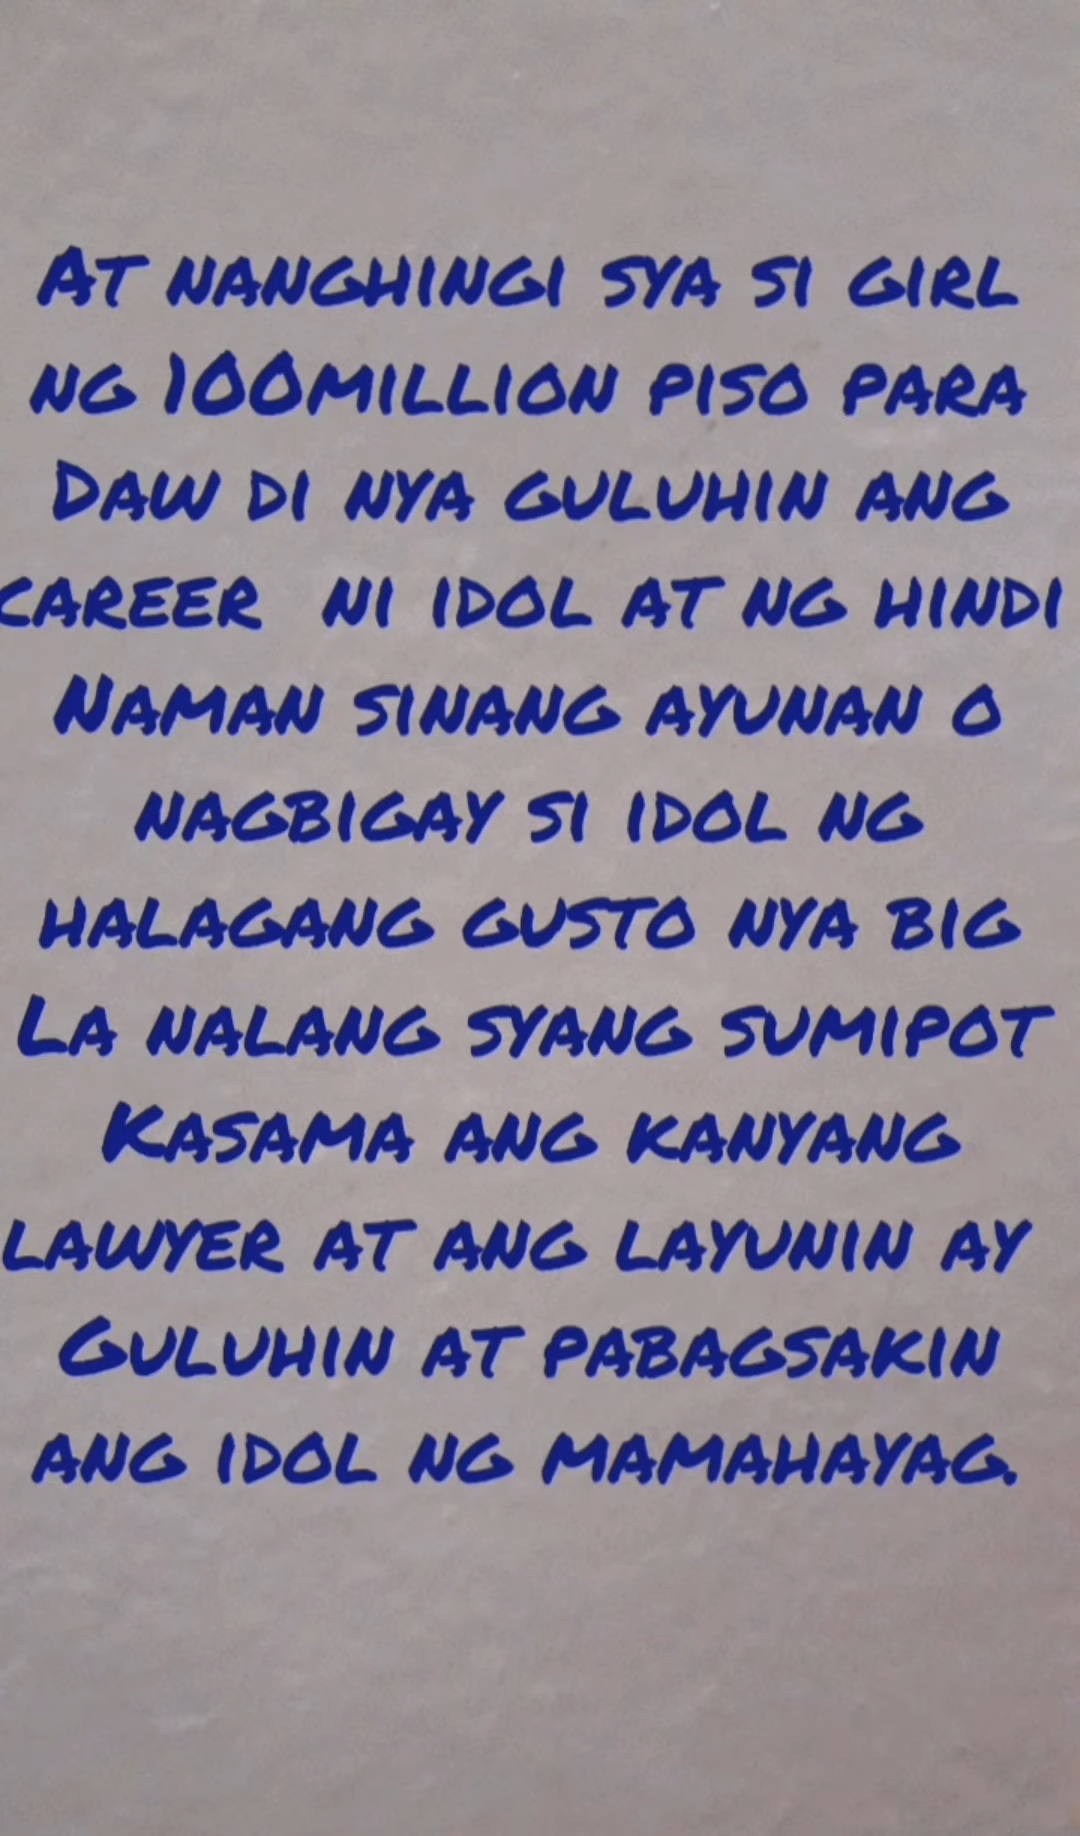 At nanghingi sya si girl
ng 100million piso para
Daw di nya guluhin ang
career ni idol at ng hindi
Naman sinang ayunan o
nagbigay si idol ng
halagang gusto nya big
La nalang syang sumipot
Kasama ang kanyang
lawyer at ang layunin ay
Guluhin at pabagsakin
ang idol ng mamahayag.